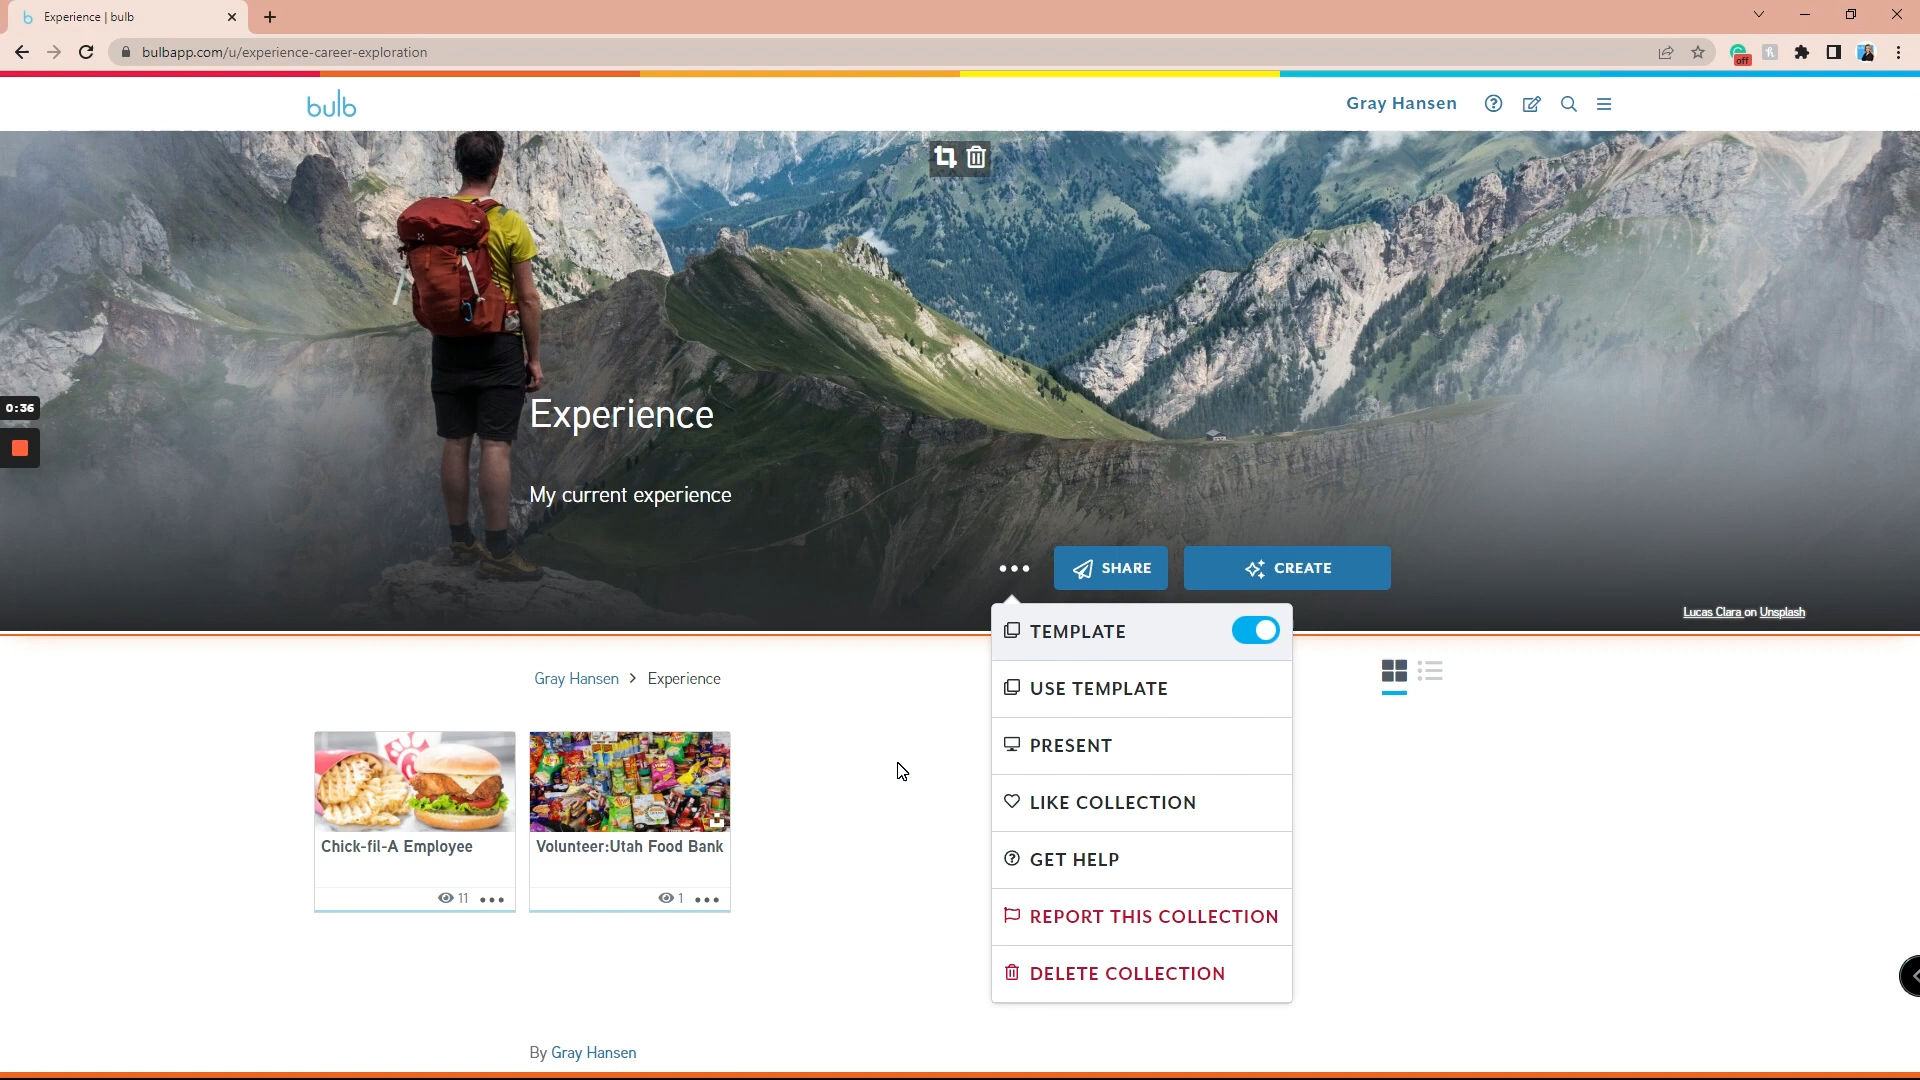 Experience | bulb
bulbapp.com/u/experience-career-exploration
off
bulb
Gray Hansen
Experience
0:36
My current experience
SHARE
CREATE
Lucas Clara on Unsplash
TEMPLATE
Gray Hansen > Experience
USE TEMPLATE
PRESENT
LIKE COLLECTION
Chick-fil-A Employee
Volunteer:Utah Food Bank
GET HELP
11
1
REPORT THIS COLLECTION
DELETE COLLECTION
By Gray Hansen